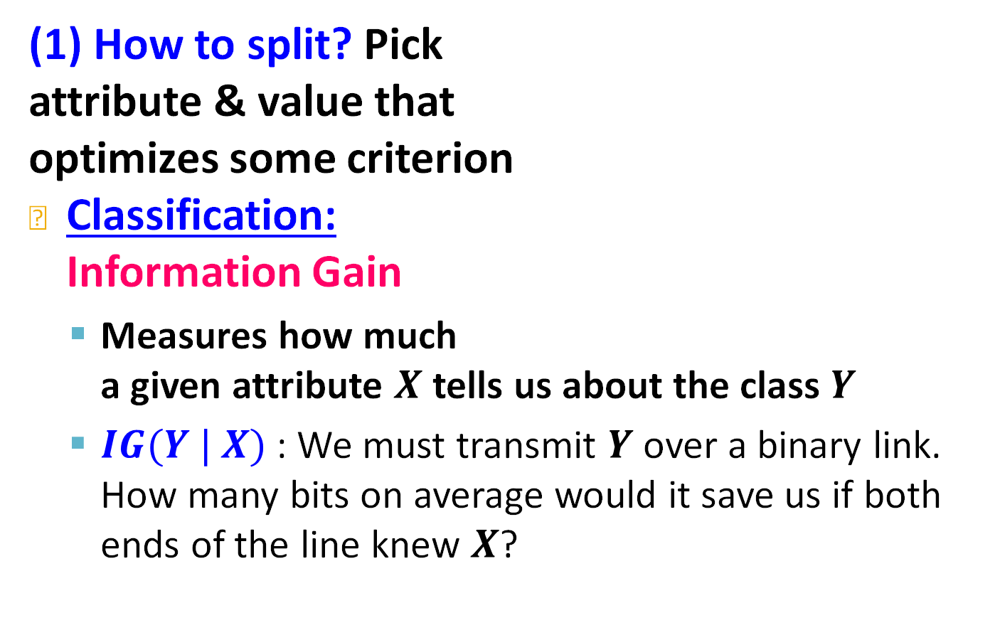 (1) How to split? Pick
attribute & value that
optimizes some criterion
Classification:
Information Gain
Measures how much
a given attribute X tells us about the class Y
IG(Y | X) : We must transmit Y over a binary link.
How many bits on average would it save us if both
ends of the line knew X?